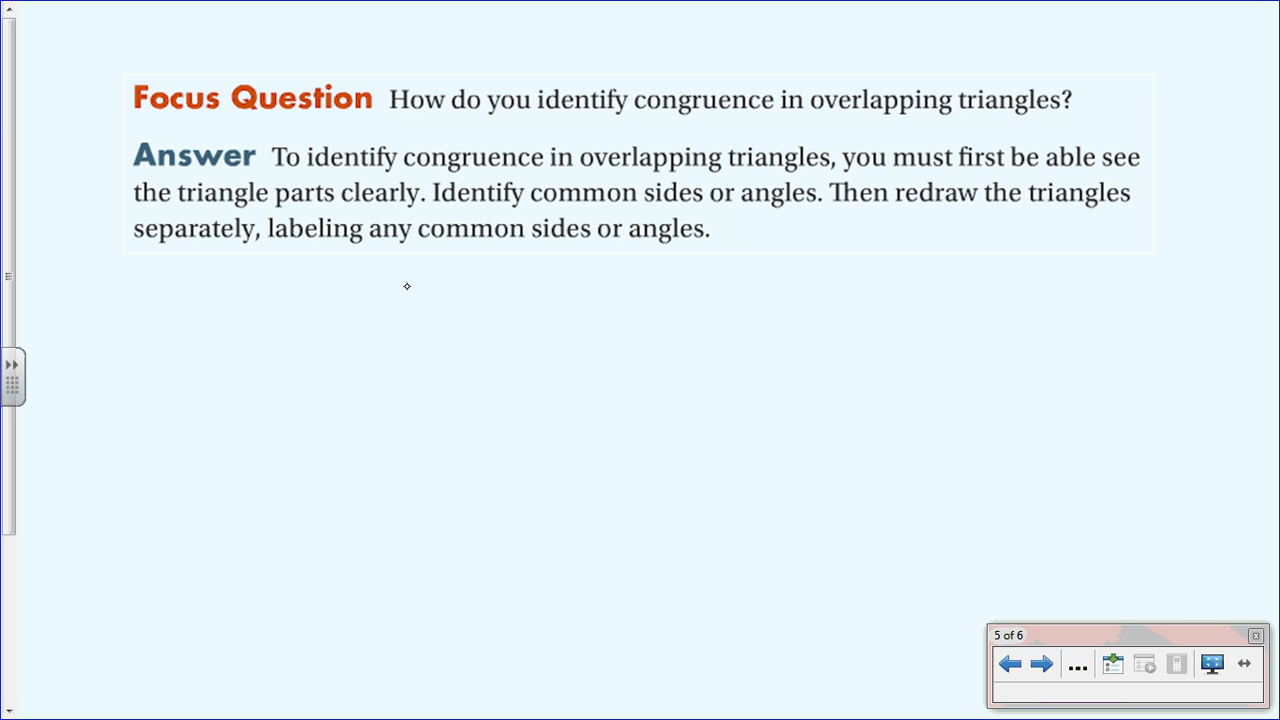 Focus Question How do you identify congruence in overlapping triangles?
Answer To identify congruence in overlapping triangles, you must first be able see
the triangle parts clearly. Identify common sides or angles. Then redraw the triangles
separately, labeling any common sides or angles.
5 of 6
...